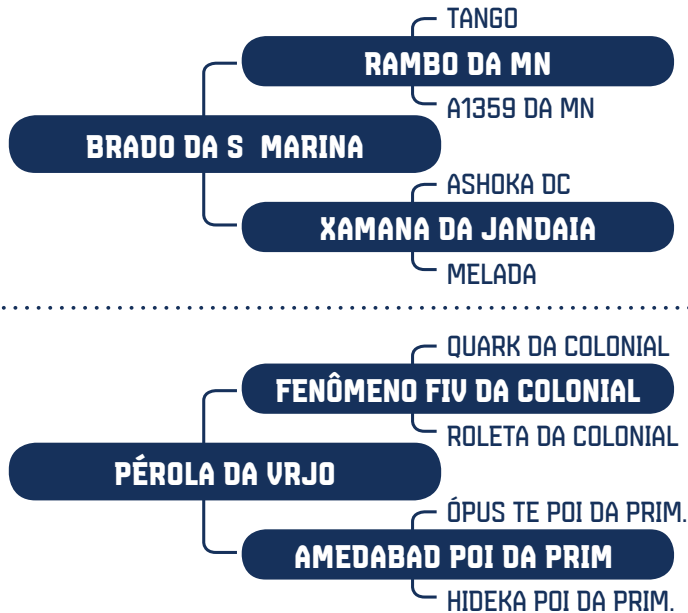 TANGO
RAMBO DA MN
A1359 DA MN
BRADO DA S MARINA
ASHOKA DC
XAMANA DA JANDAIA
MELADA
QUARK DA COLONIAL
FENÔMENO FIV DA COLONIAL
ROLETA DA COLONIAL
PÉROLA DA VRJO
ÓPUS TE POI DA PRIM.
AMEDABAD POI DA PRIM
HIDEKA POI DA PRIM.